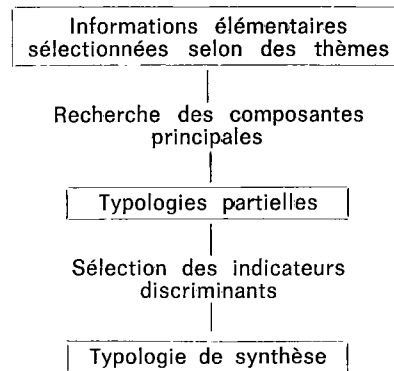 Informations élémentaires
sélectionnées selon des thèmes
Recherche des composantes
principales
Typologies partielles
Sélection des indicateurs
discriminants
Typologie de synthèse